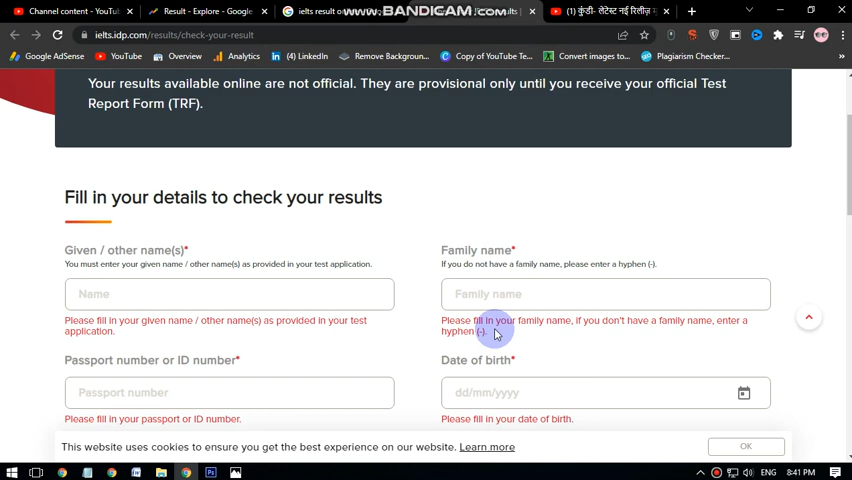 Channel content - YouTub
Result - Explore - Google
ielts result on
www.BANDICAM.com
sults |
(1) कुंडी- लेटेस्ट नई रिलीज़
ielts.idp.com/results/check-your-result
Google AdSense
YouTube
Overview
Analytics
(4) LinkedIn
Remove Background...
Copy of YouTube Te...
Convert images to...
Plagiarism Checker...
Your results available online are not official. They are provisional only until you receive your official Test
Report Form (TRF).
Fill in your details to check your results
Given / other name(s)*
Family name*
You must enter your given name / other name(s) as provided in your test application.
If you do not have a family name, please enter a hyphen (-).
Name
Family name
Please fill in your given name / other name(s) as provided in your test
application.
Please fill in your family name, if you don't have a family name, enter a
hyphen (-).
Passport number or ID number*
Date of birth*
Passport number
dd/mm/yyyy
Please fill in your passport or ID number.
Please fill in your date of birth.
This website uses cookies to ensure you get the best experience on our website. Learn more
OK
ENG
8:41 PM